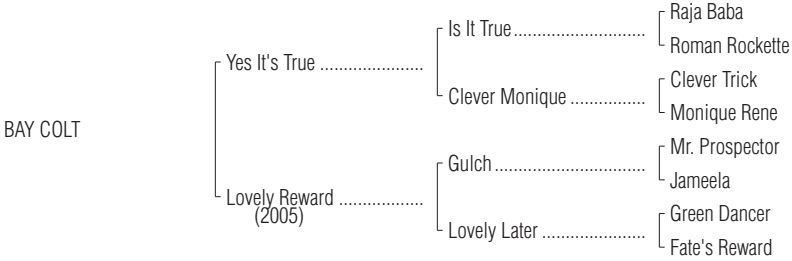 Raja Baba
Is It True..............................
Roman Rockette
Yes It's True ......................
Clever Trick
Clever Monique ................
Monique Rene
BAY COLT
Mr. Prospector
Gulch.................................
Jameela
Lovely Reward ..................
(2005)
Green Dancer
Lovely Later ......................
Fate's Reward